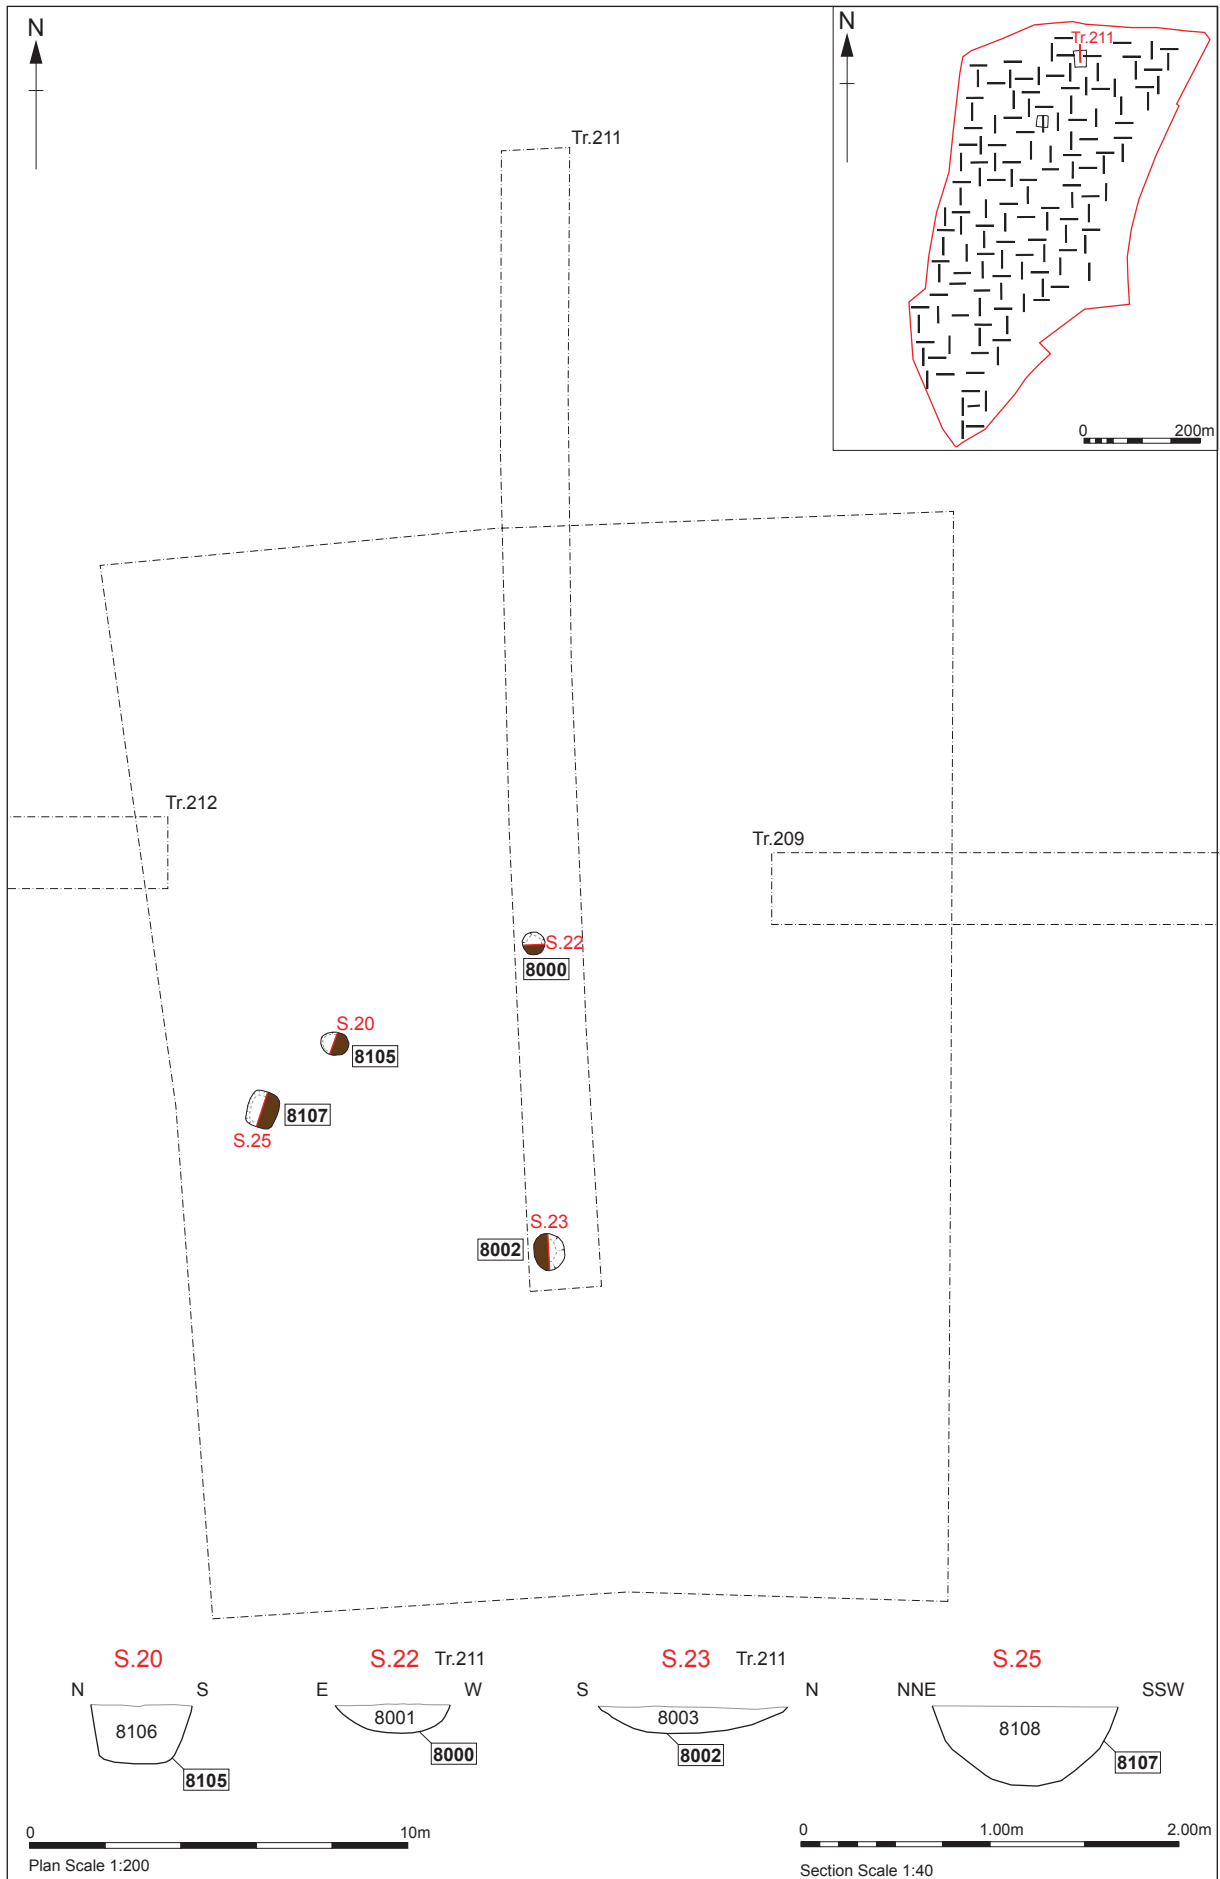 N
N
Tr.211
0 200m
Tr.211
Tr.212
Tr.209
S.22
8000
S.20
8105
8107
S.25
S.23
8002
S.20
S.22 Tr.211
S.23 Tr.211
S.25
N S
E W
S N
NNE SSW
8106
8001
8003
8108
8105
8000
8002
8107
0 10m
Plan Scale 1:200
0 1.00m 2.00m
Section Scale 1:40